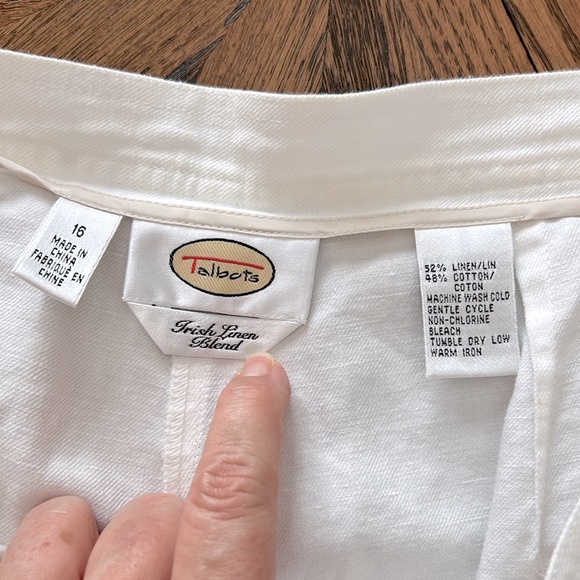 16
MADE IN
CHINA
FABRIQUÉ EN
CHINE
Talbots
Irish Linen
Blend
52% LINEN/LIN
48% COTTON/
COTON
MACHINE WASH COLD
GENTLE CYCLE
NON-CHLORINE
BLEACH
TUMBLE DRY LOW
WARM IRON